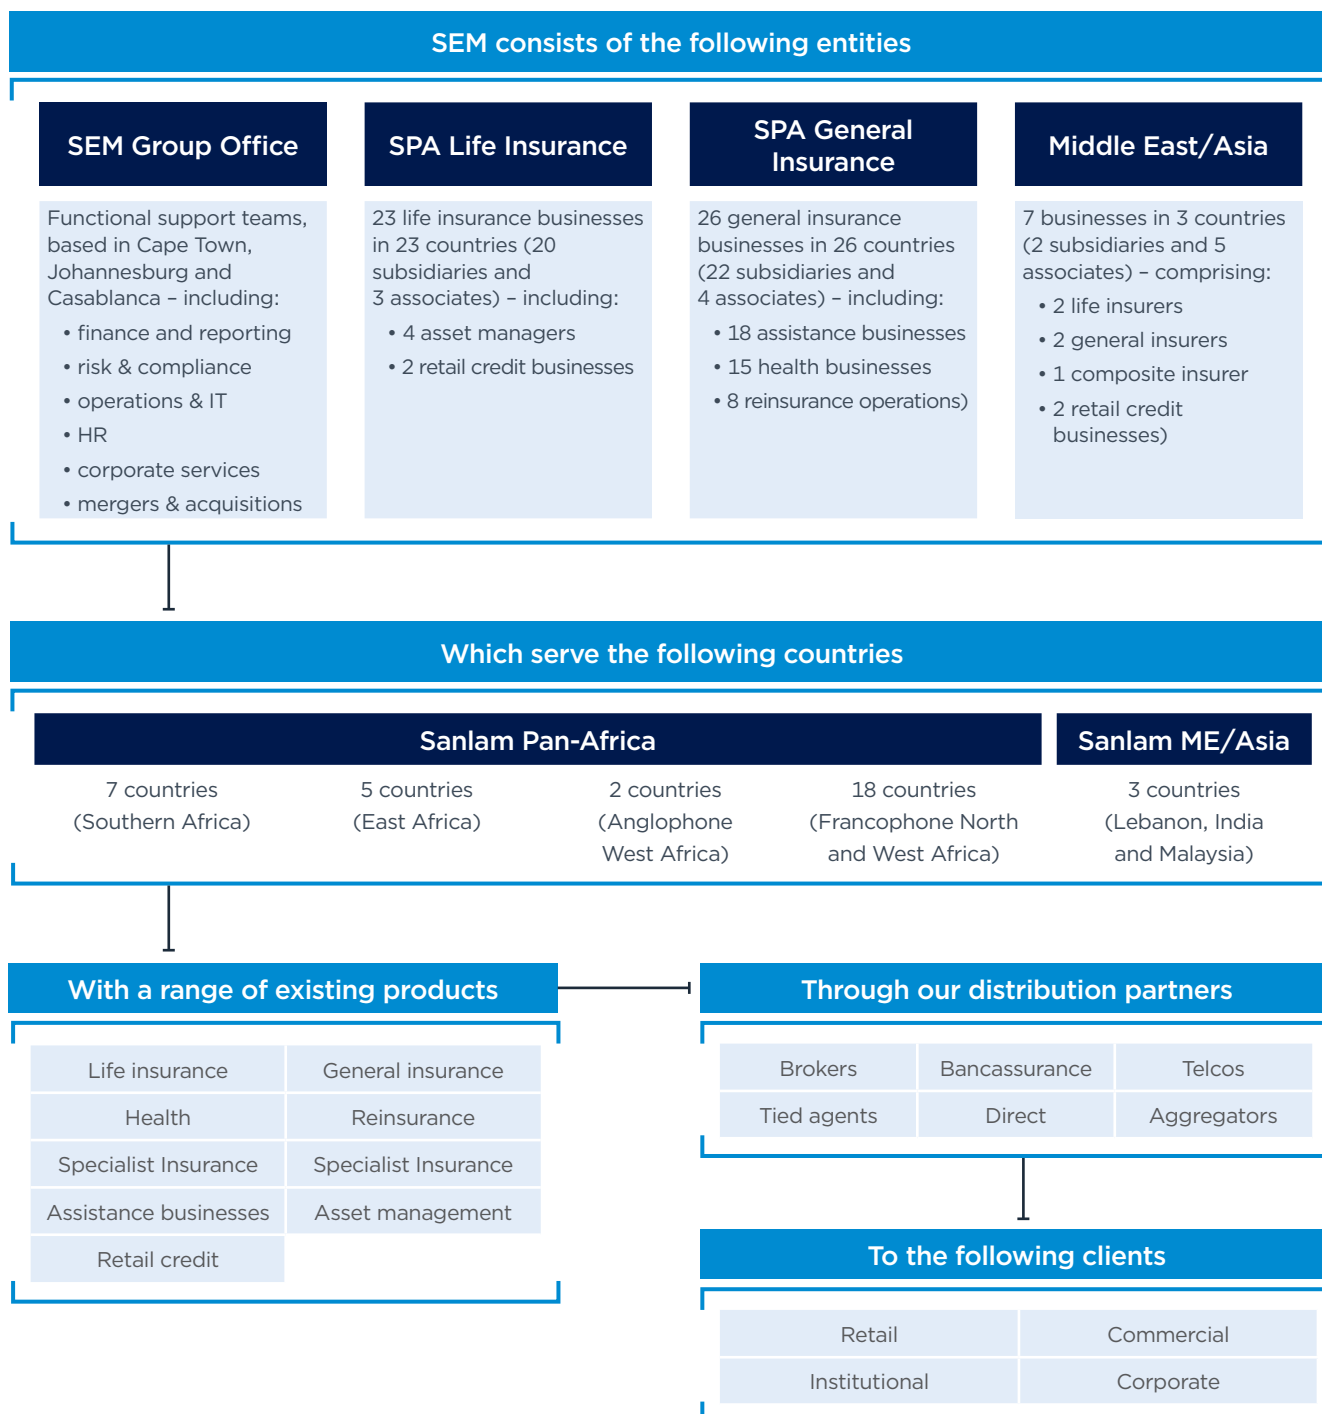 SEM consists of the following entities
SEM Group Office
Functional support teams,
based in Cape Town,
Johannesburg and
Casablanca – including:
• finance and reporting
• risk & compliance
• operations & IT
• HR
• corporate services
• mergers & acquisitions
SPA Life Insurance
23 life insurance businesses
in 23 countries (20
subsidiaries and
3 associates) – including:
• 4 asset managers
• 2 retail credit businesses
SPA General
Insurance
26 general insurance
businesses in 26 countries
(22 subsidiaries and
4 associates) – including:
• 18 assistance businesses
• 15 health businesses
• 8 reinsurance operations)
Middle East/Asia
7 businesses in 3 countries
(2 subsidiaries and 5
associates) – comprising:
• 2 life insurers
• 2 general insurers
• 1 composite insurer
• 2 retail credit
businesses)
Which serve the following countries
Sanlam Pan-Africa
7 countries
(Southern Africa)
5 countries
(East Africa)
2 countries
(Anglophone
West Africa)
18 countries
(Francophone North
and West Africa)
Sanlam ME/Asia
3 countries
(Lebanon, India
and Malaysia)
With a range of existing products
Life insurance
General insurance
Health
Reinsurance
Specialist Insurance
Specialist Insurance
Assistance businesses
Asset management
Retail credit
Through our distribution partners
Brokers
Bancassurance
Telcos
Tied agents
Direct
Aggregators
To the following clients
Retail
Commercial
Institutional
Corporate